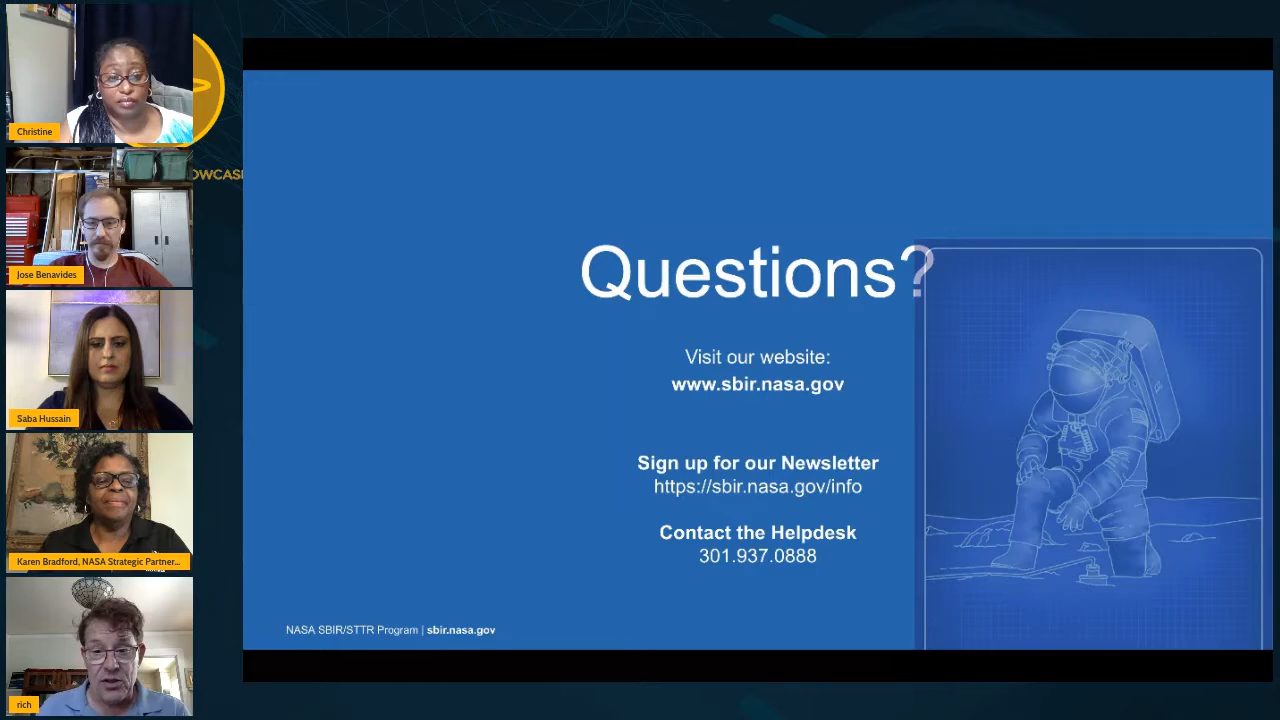 Christine
Jose Benavides
Saba Hussain
Karen Bradford, NASA Strategic Partner...
rich
Questions?
Visit our website:
www.sbir.nasa.gov
Sign up for our Newsletter
https://sbir.nasa.gov/info
Contact the Helpdesk
301.937.0888
NASA SBIR/STTR Program | sbir.nasa.gov